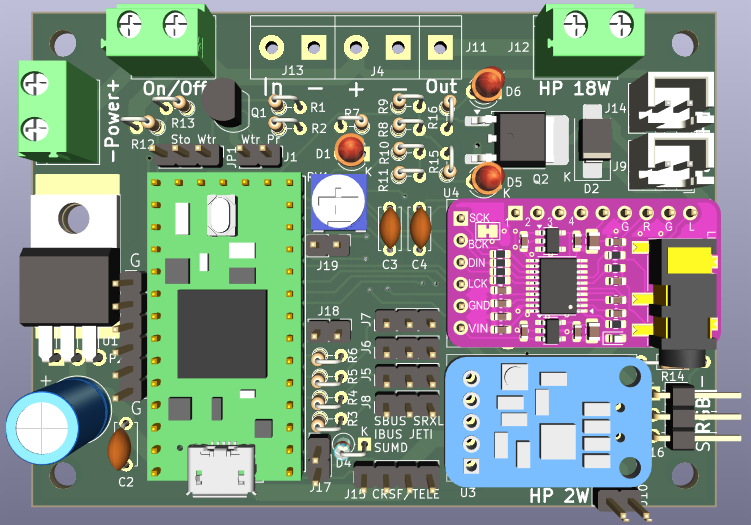 J13
J4
J11
J12
On/Off
In
-
+
-
Out
HP 18W
-Power+
R13
Q1
R1
R7
R9
R16
D6
J14
R12
R2
R8
Sto Wtr
JP1
Wtr Pr
J1
D1
K
R10
R15
R11
Q2
K
D2
J9
D5
K
U4
SCK
BCK
DIN
LCK
GND
VIN
2 3 4
G R G L
G
C3
C4
J19
J18
J7
J6
J5
J8
R6
R5
R4
R3
+
G
C2
K
D4
J17
SBUS SRXL
IBUS JETI
SUMD
J15 CRSF/TELE
U3
HP 2W
J10
R14
-
16